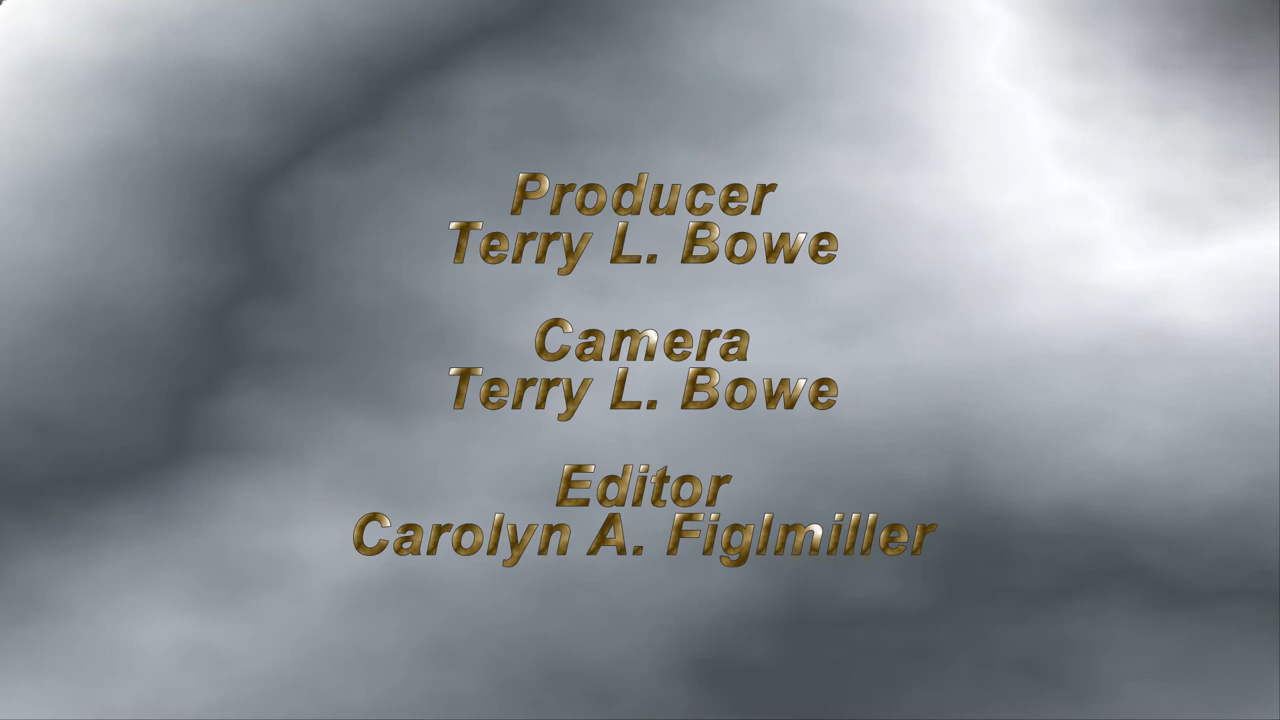 Producer
Terry L. Bowe
Camera
Terry L. Bowe
Editor
Carolyn A. Figlmiller